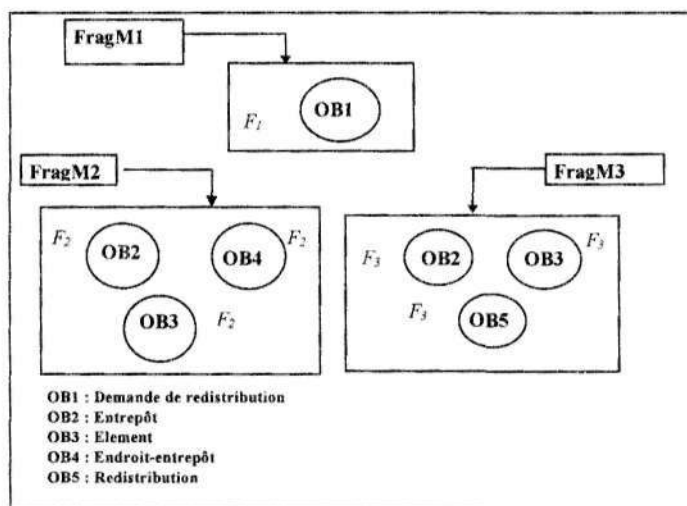 FragM1
OB1
F1
FragM2
FragM3
F2
OB2
OB4
F2
OB3
F2
F3
OB2
OB3
F3
F3
OB5
OB1 : Demande de redistribution
OB2 : Entrepôt
OB3 : Element
OB4 : Endroit-entrepôt
OB5 : Redistribution